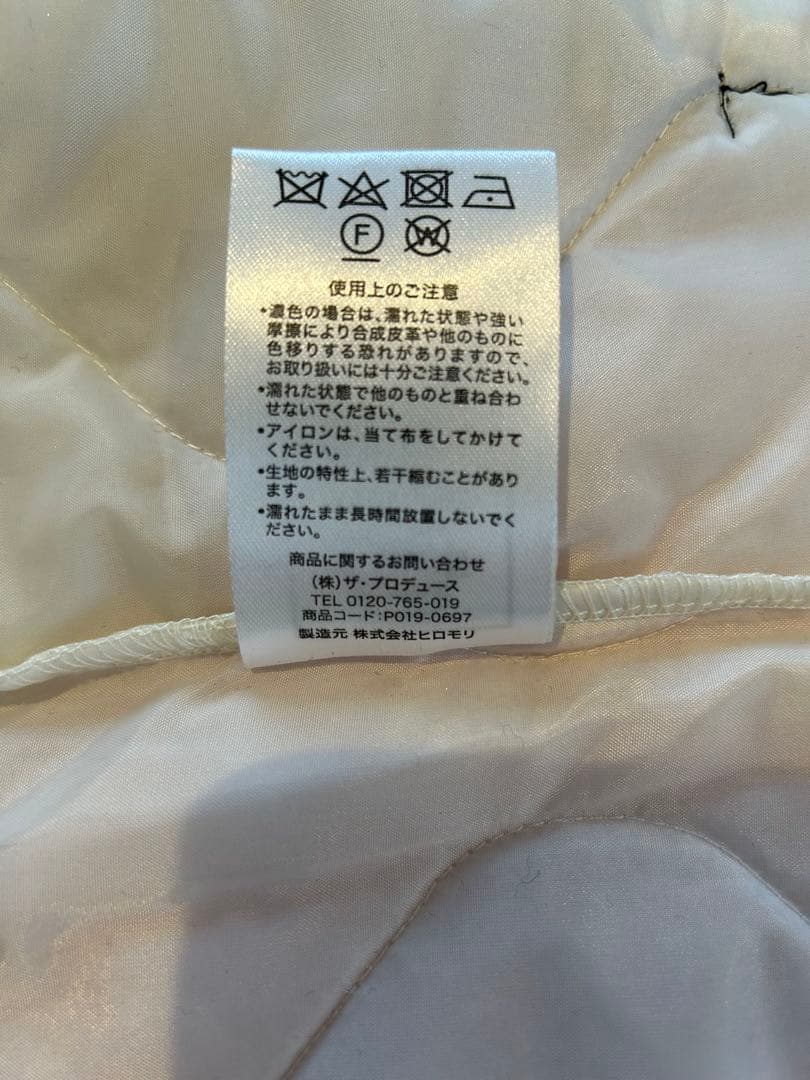 F W
使用上のご注意
*濃色の場合は、濡れた状態や強い
摩擦により合成皮革や他のものに
色移りする恐れがありますので、
お取り扱いには十分ご注意ください。
*濡れた状態で他のものと重ね合わ
せないでください。
*アイロンは、当て布をしてかけて
ください。
*生地の特性上、若干縮むことがあり
ます。
*濡れたまま長時間放置しないでく
ださい。
商品に関するお問い合わせ
(株)ザ・プロデュース
TEL 0120-765-019
商品コード:P019-0697
製造元 株式会社ヒロモリ